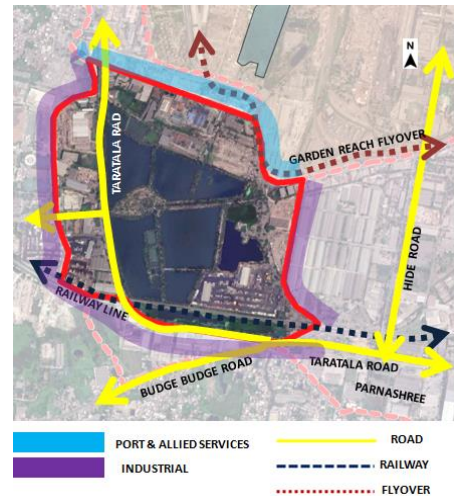 N
TARATALA RAD
GARDEN REACH FLYOVER
HIDE ROAD
RAILWAY LINE
TARATALA ROAD
BUDGE BUDGE ROAD
PARNASHREE
PORT & ALLIED SERVICES
ROAD
INDUSTRIAL
RAILWAY
FLYOVER